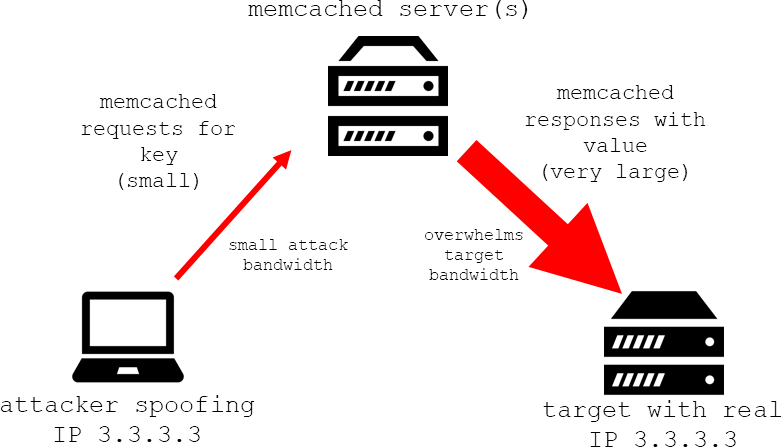 memcached server(s)
memcached
requests for
key
(small)
memcached
responses with
value
(very large)
small attack
bandwidth
overwhelms
target
bandwidth
attacker spoofing
IP 3.3.3.3
target with real
IP 3.3.3.3